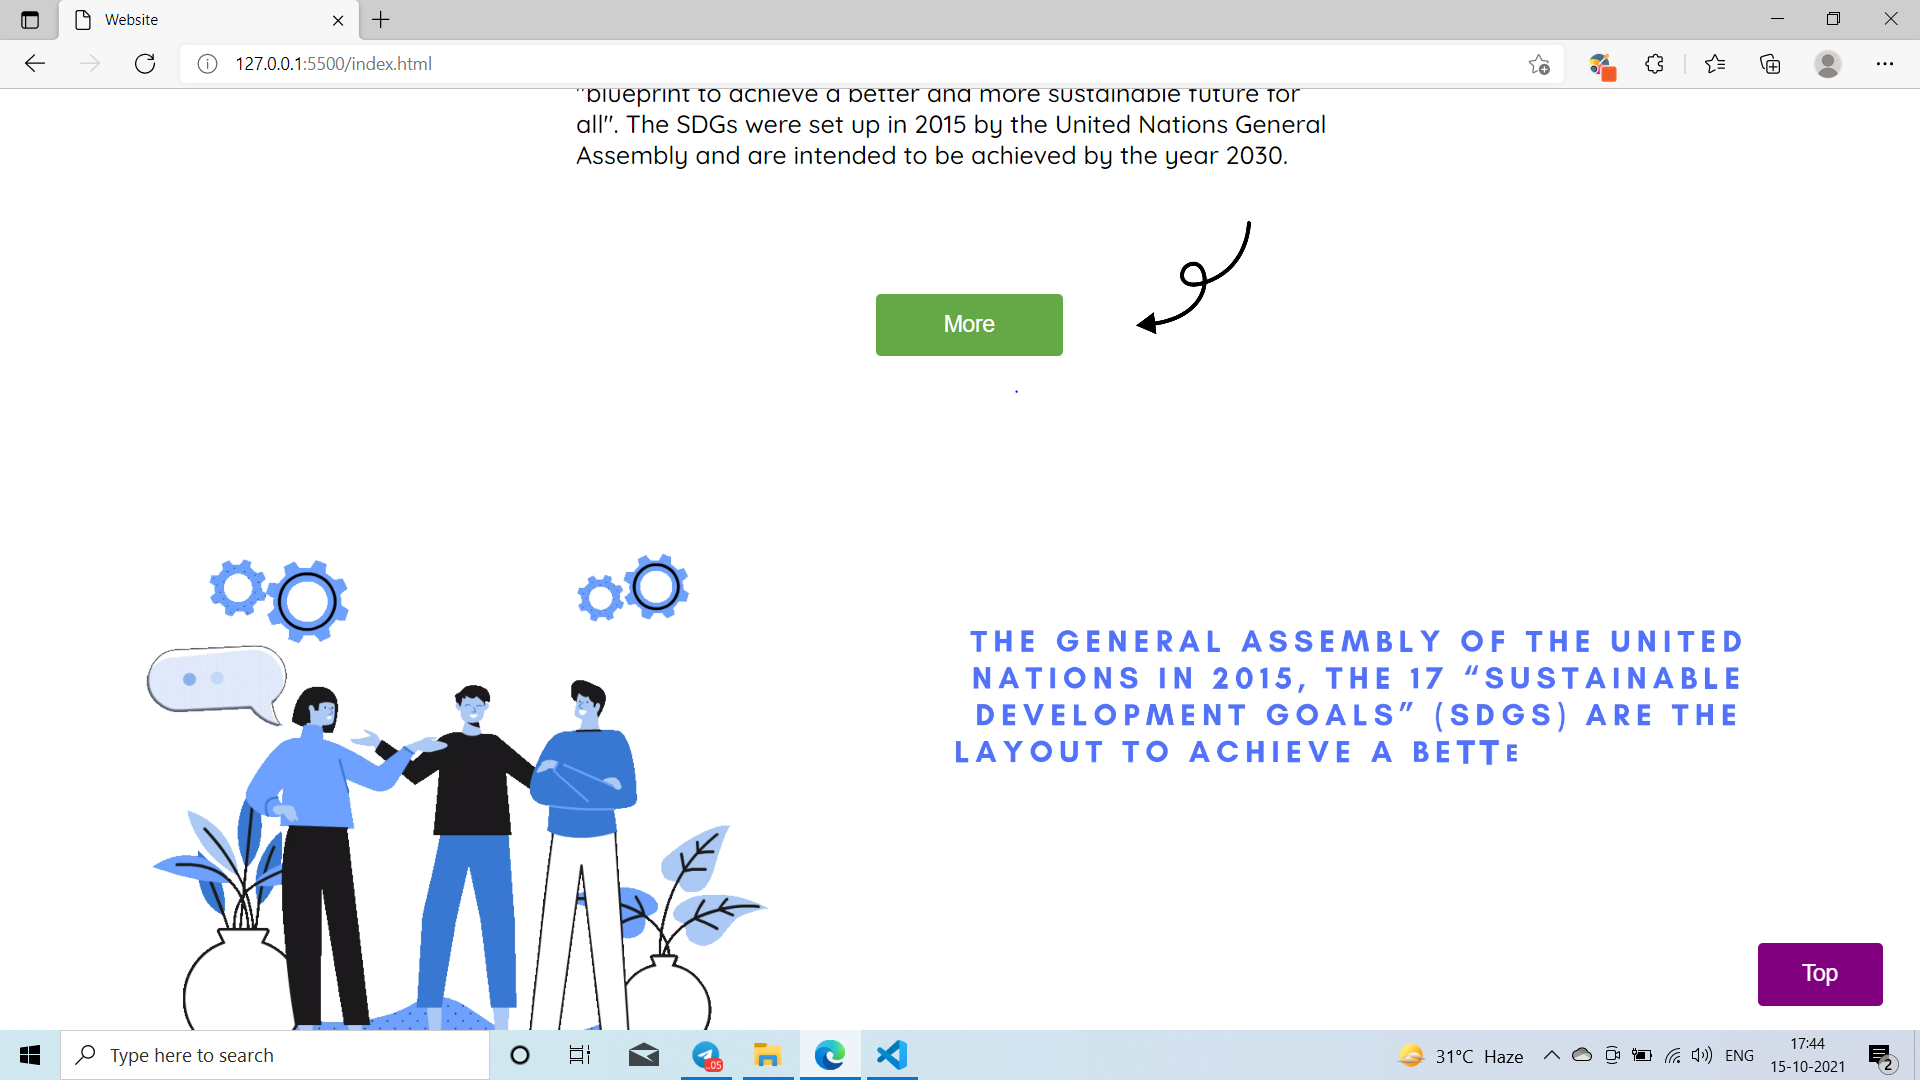 Website
127.0.0.1:5500/index.html
"blueprint to achieve a better and more sustainable future for
all". The SDGs were set up in 2015 by the United Nations General
Assembly and are intended to be achieved by the year 2030.
More
THE GENERAL ASSEMBLY OF THE UNITED
NATIONS IN 2015, THE 17 “SUSTAINABLE
DEVELOPMENT GOALS” (SDGS) ARE THE
LAYOUT TO ACHIEVE A BETTE
Top
Type here to search
..05
31°C Haze
ENG
17:44
15-10-2021
2